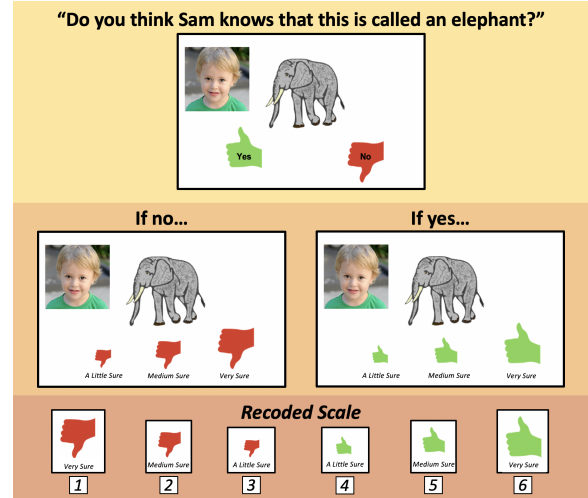 “Do you think Sam knows that this is called an elephant?”
Yes
No
If no...
A Little Sure
Medium Sure
Very Sure
If yes...
A Little Sure
Medium Sure
Very Sure
Recoded Scale
Very Sure
Medium Sure
A Little Sure
A Little Sure
Medium Sure
Very Sure
1
2
3
4
5
6